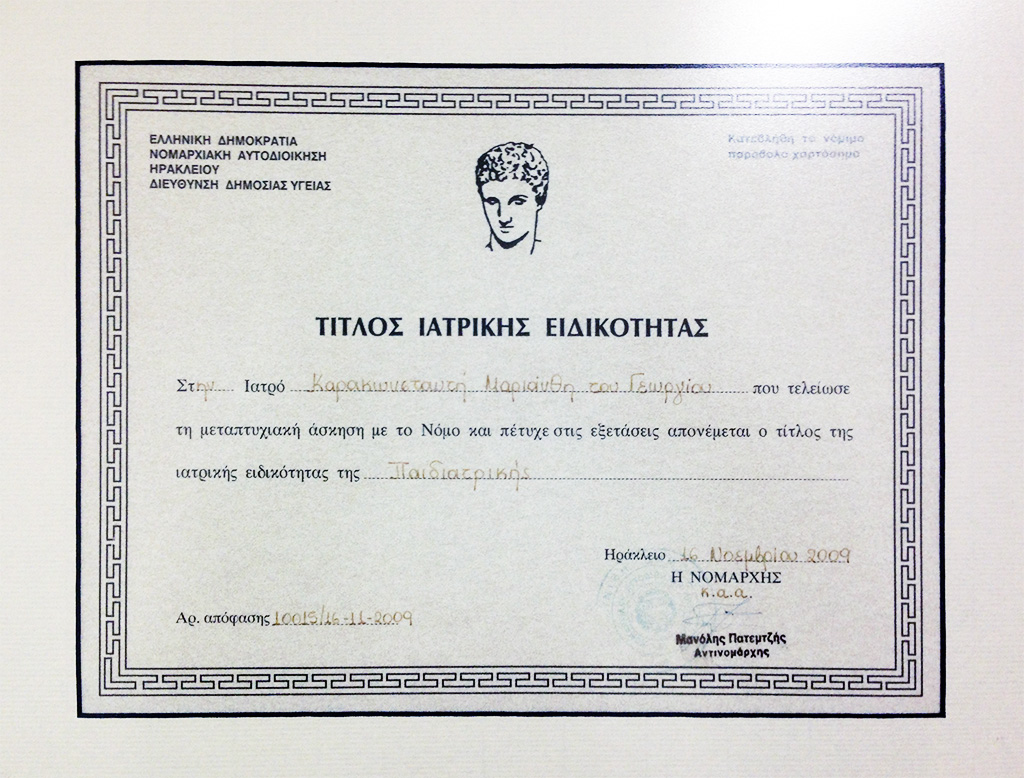 ΕΛΛΗΝΙΚΗ ΔΗΜΟΚΡΑΤΙΑ
ΝΟΜΑΡΧΙΑΚΗ ΑΥΤΟΔΙΟΙΚΗΣΗ
ΗΡΑΚΛΕΙΟΥ
ΔΙΕΥΘΥΝΣΗ ΔΗΜΟΣΙΑΣ ΥΓΕΙΑΣ
Κατεβλήθη το νόμιμο
παράβολο χαρτόσημο
ΤΙΤΛΟΣ ΙΑΤΡΙΚΗΣ ΕΙΔΙΚΟΤΗΤΑΣ
Στην Ιατρό Καρακωνσταντή Μαριάνθη του Γεωργίου που τελείωσε
τη μεταπτυχιακή άσκηση με το Νόμο και πέτυχε στις εξετάσεις απονέμεται ο τίτλος της
ιατρικής ειδικότητας της Παιδιατρικής
Ηράκλειο 16 Νοεμβρίου 2009
Η ΝΟΜΑΡΧΗΣ
κ.α.α.
Αρ. απόφασης 10015/16-11-2009
Μανόλης Πατεμτζής
Αντινομάρχης